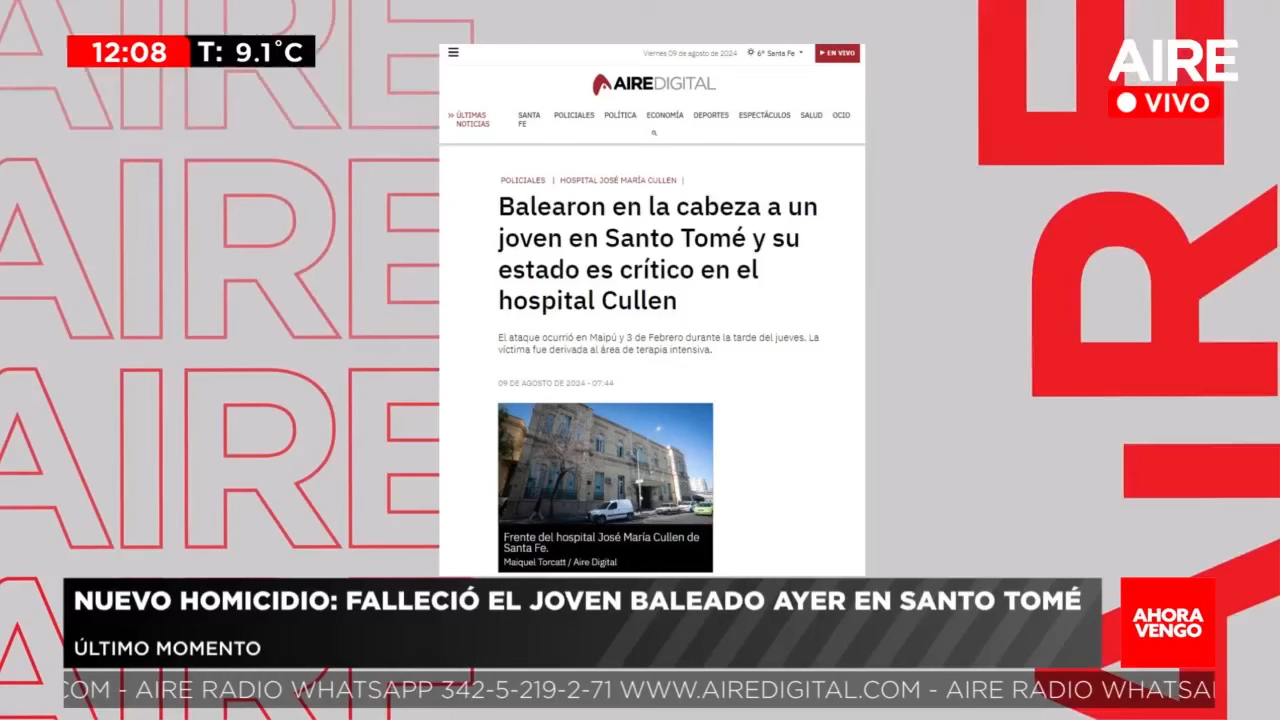 12:08 T: 9.1°C
AIRE
VIVO
Viernes 09 de agosto de 2024 6° Santa Fe EN VIVO
AIREDIGITAL
ÚLTIMAS NOTICIAS SANTA FE POLICIALES POLÍTICA ECONOMÍA DEPORTES ESPECTÁCULOS SALUD OCIO
POLICIALES | HOSPITAL JOSÉ MARÍA CULLEN |
Balearon en la cabeza a un
joven en Santo Tomé y su
estado es crítico en el
hospital Cullen
El ataque ocurrió en Maipú y 3 de Febrero durante la tarde del jueves. La
víctima fue derivada al área de terapia intensiva.
09 DE AGOSTO DE 2024 - 07:44
Frente del hospital José María Cullen de
Santa Fe.
Maiquel Torcatt / Aire Digital
AIRE
AIRE
AIRE
AIRE
AIRE
NUEVO HOMICIDIO: FALLECIÓ EL JOVEN BALEADO AYER EN SANTO TOMÉ
ÚLTIMO MOMENTO
AHORA
VENGO
COM - AIRE RADIO WHATSAPP 342-5-219-2-71 WWW.AIREDIGITAL.COM - AIRE RADIO WHATSA